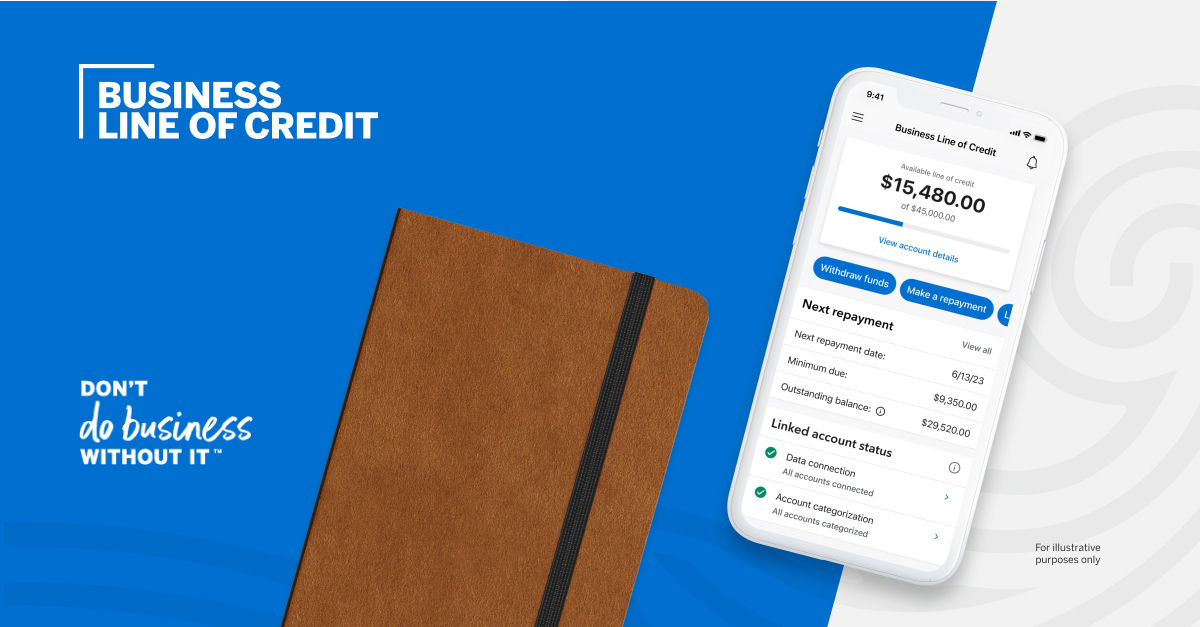 BUSINESS
LINE OF CREDIT
DON'T
do business
WITHOUT IT™
9:41
Business Line of Credit
Available line of credit
$15,480.00
of $45,000.00
View account details
Withdraw funds
Make a repayment
L
Next repayment
View all
Next repayment date: 6/13/23
Minimum due: $9,350.00
Outstanding balance: $29,520.00
Linked account status
Data connection
All accounts connected
Account categorization
All accounts categorized
For illustrative
purposes only